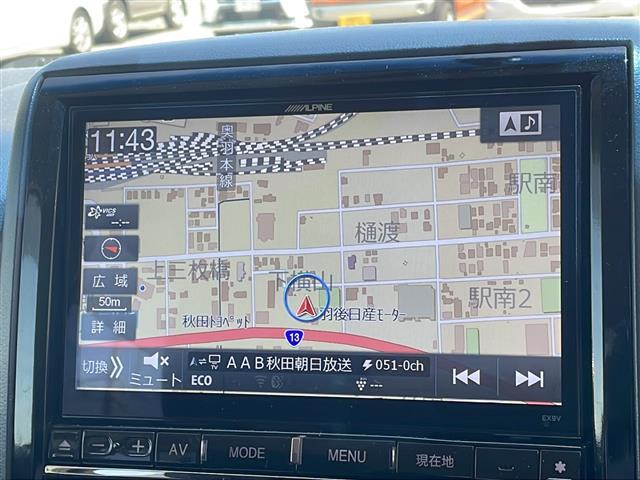 ALPINE
11:43
奥羽本線
駅南
VICS
--:--
樋渡
広域
50m
詳細
上三枚橋
下横山
駅南2
秋田トヨペット
羽後日産モーター
13
切換
ミュート
TV
AAB秋田朝日放送
051-0ch
ECO
---
EX9V
AV
MODE
MENU
現在地